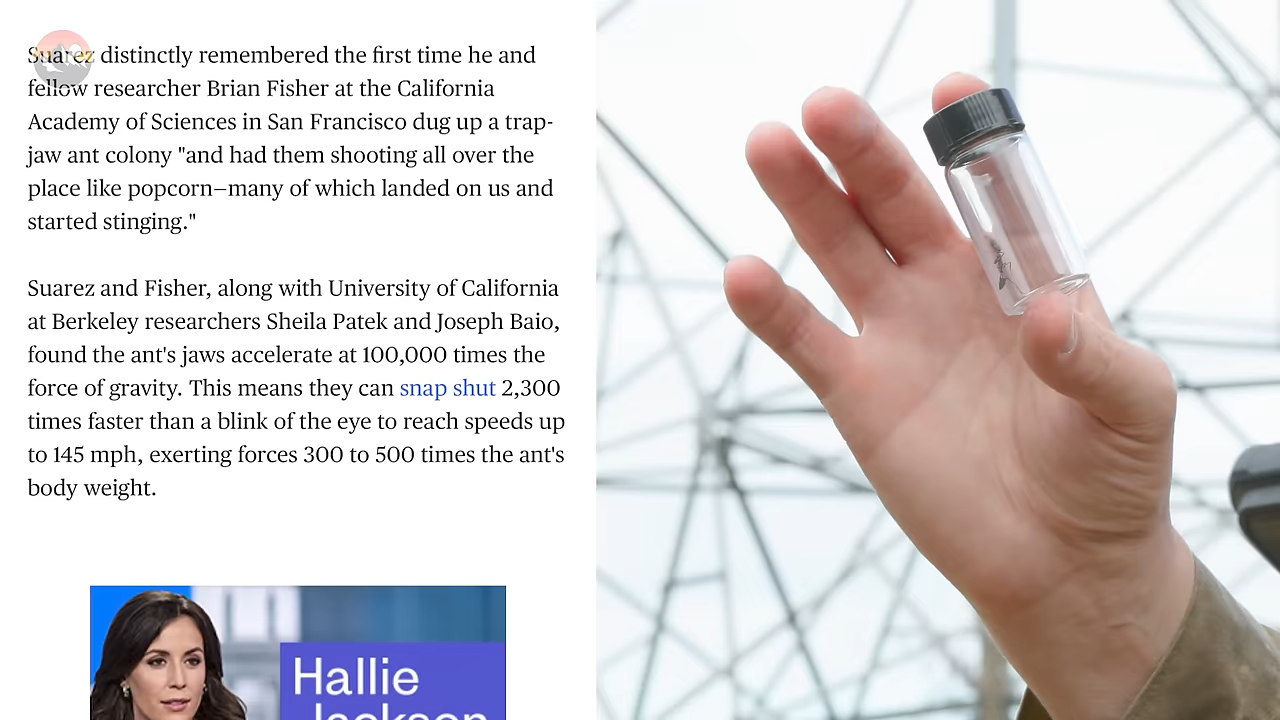 Suarez distinctly remembered the first time he and
fellow researcher Brian Fisher at the California
Academy of Sciences in San Francisco dug up a trap-
jaw ant colony "and had them shooting all over the
place like popcorn—many of which landed on us and
started stinging."
Suarez and Fisher, along with University of California
at Berkeley researchers Sheila Patek and Joseph Baio,
found the ant's jaws accelerate at 100,000 times the
force of gravity. This means they can snap shut 2,300
times faster than a blink of the eye to reach speeds up
to 145 mph, exerting forces 300 to 500 times the ant's
body weight.
Hallie
Jackson